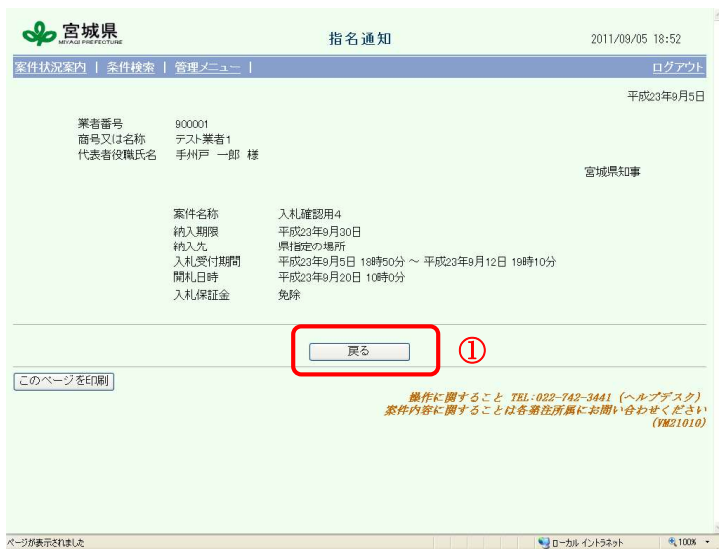 宮城県
MIYAGI PREFECTURE
指名通知
2011/09/05 18:52
案件状況案内 | 条件検索 | 管理メニュー |
ログアウト
平成23年9月5日
業者番号 900001
商号又は名称 テスト業者1
代表者役職氏名 手州戸 一郎 様
宮城県知事
案件名称 入札確認用4
納入期限 平成23年9月30日
納入先 県指定の場所
入札受付期間 平成23年9月5日 18時50分 ～ 平成23年9月12日 19時10分
開札日時 平成23年9月20日 10時0分
入札保証金 免除
戻る
①
このページを印刷
操作に関すること TEL:022-742-3441 (ヘルプデスク)
案件内容に関することは各発注所属にお問い合わせください
(VM21010)
ページが表示されました
ローカル イントラネット
100%